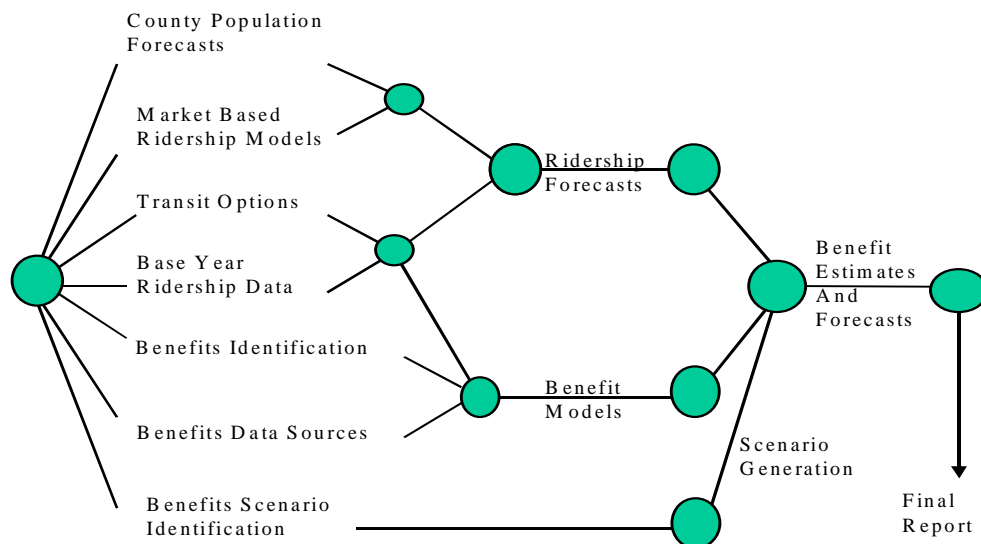 County Population
Forecasts
Market Based
Ridership Models
Transit Options
Base Year
Ridership Data
Benefits Identification
Benefits Data Sources
Benefits Scenario
Identification
Ridership
Forecasts
Benefit
Models
Scenario
Generation
Benefit
Estimates
And
Forecasts
Final
Report